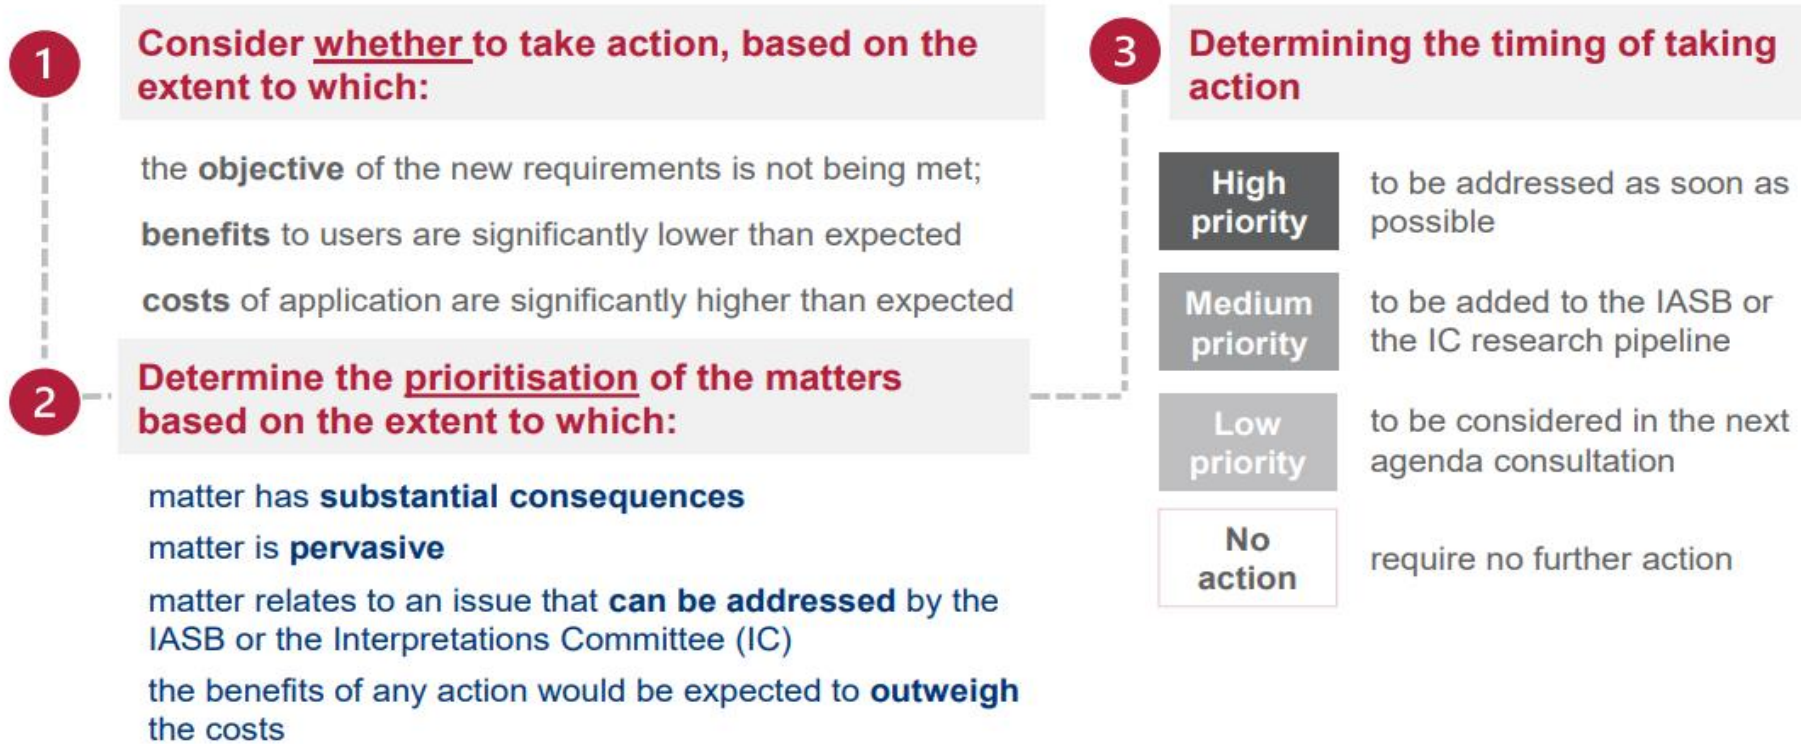 1
Consider whether to take action, based on the
extent to which:
the objective of the new requirements is not being met;
benefits to users are significantly lower than expected
costs of application are significantly higher than expected
2
Determine the prioritisation of the matters
based on the extent to which:
matter has substantial consequences
matter is pervasive
matter relates to an issue that can be addressed by the
IASB or the Interpretations Committee (IC)
the benefits of any action would be expected to outweigh
the costs
3
Determining the timing of taking
action
High
priority
to be addressed as soon as
possible
Medium
priority
to be added to the IASB or
the IC research pipeline
Low
priority
to be considered in the next
agenda consultation
No
action
require no further action